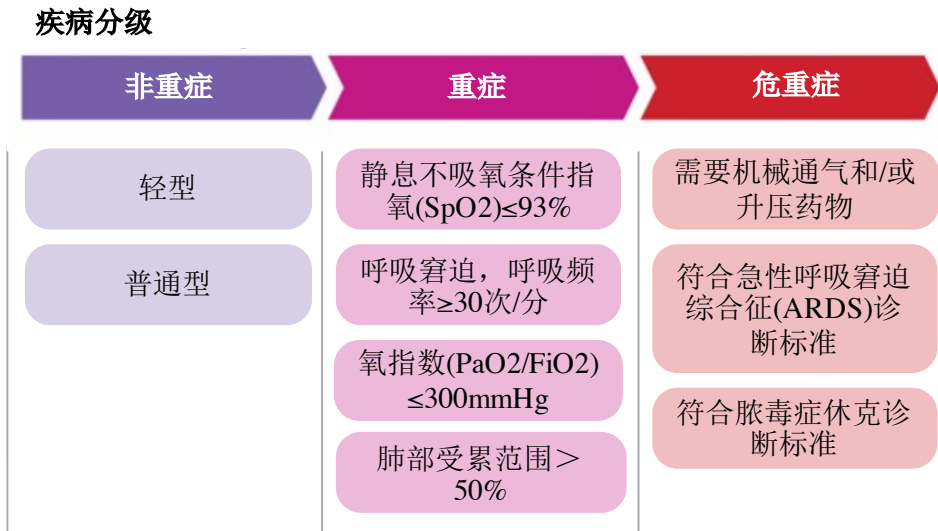 疾病分级
非重症
重症
危重症
轻型
普通型
静息不吸氧条件指
氧(SpO2)≤93%
呼吸窘迫，呼吸频
率≥30次/分
氧指数(PaO2/FiO2)
≤300mmHg
肺部受累范围＞
50%
需要机械通气和/或
升压药物
符合急性呼吸窘迫
综合征(ARDS)诊
断标准
符合脓毒症休克诊
断标准